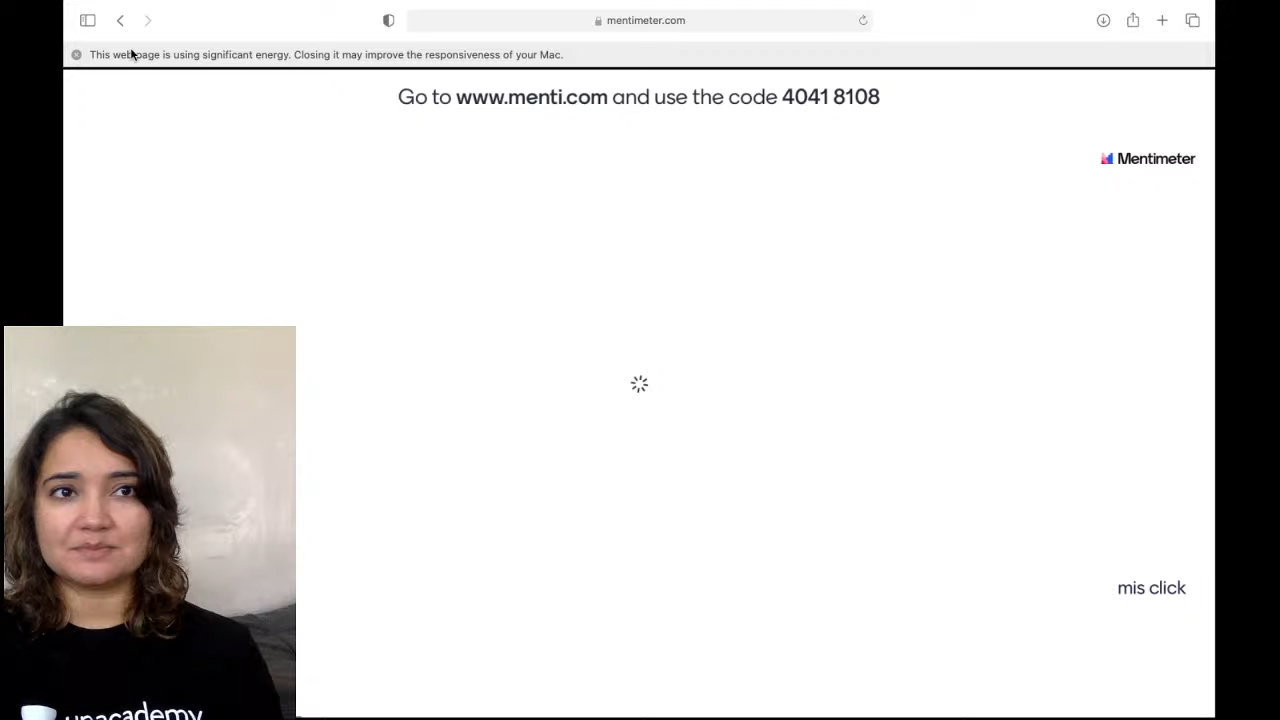 mentimeter.com
This webpage is using significant energy. Closing it may improve the responsiveness of your Mac.
Go to www.menti.com and use the code 4041 8108
Mentimeter
mis click
unacademy